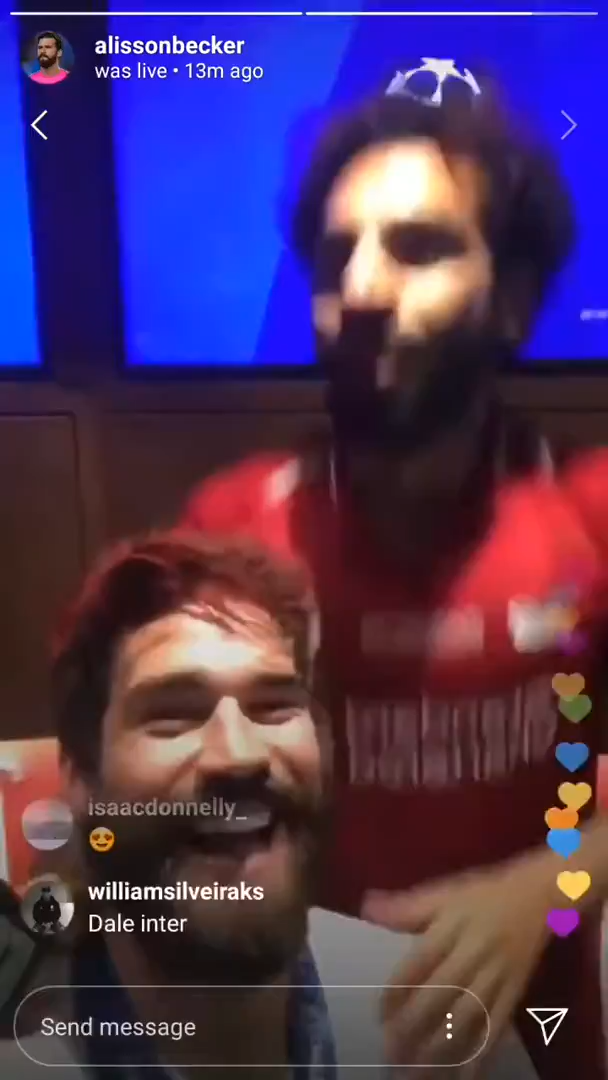 alissonbecker
was live • 13m ago
isaacdonnelly_
😍
williamsilveiraks
Dale inter
Send message